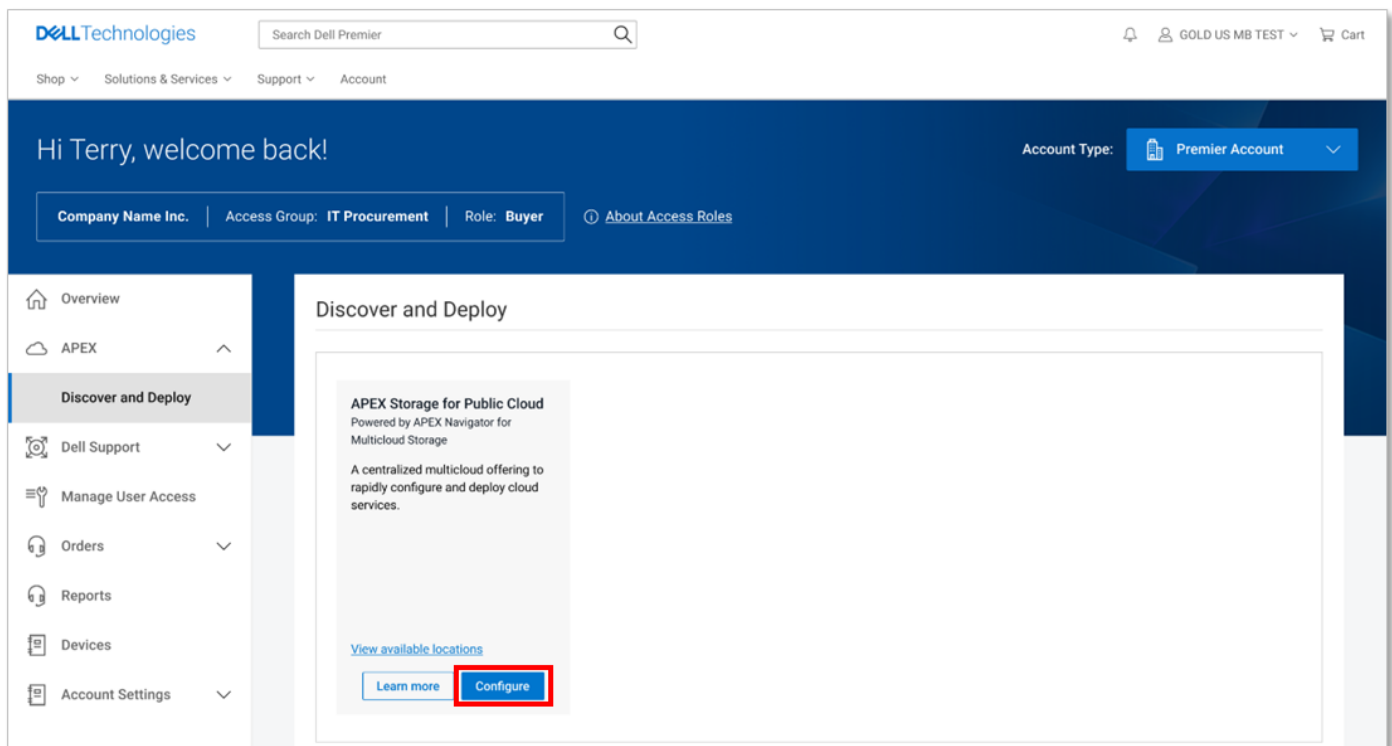 DELLTechnologies
Search Dell Premier
GOLD US MB TEST
Cart
Shop
Solutions & Services
Support
Account
Hi Terry, welcome back!
Account Type:
Premier Account
Company Name Inc. | Access Group: IT Procurement | Role: Buyer
About Access Roles
Overview
APEX
Discover and Deploy
Dell Support
Manage User Access
Orders
Reports
Devices
Account Settings
Discover and Deploy
APEX Storage for Public Cloud
Powered by APEX Navigator for
Multicloud Storage
A centralized multicloud offering to
rapidly configure and deploy cloud
services.
View available locations
Learn more
Configure